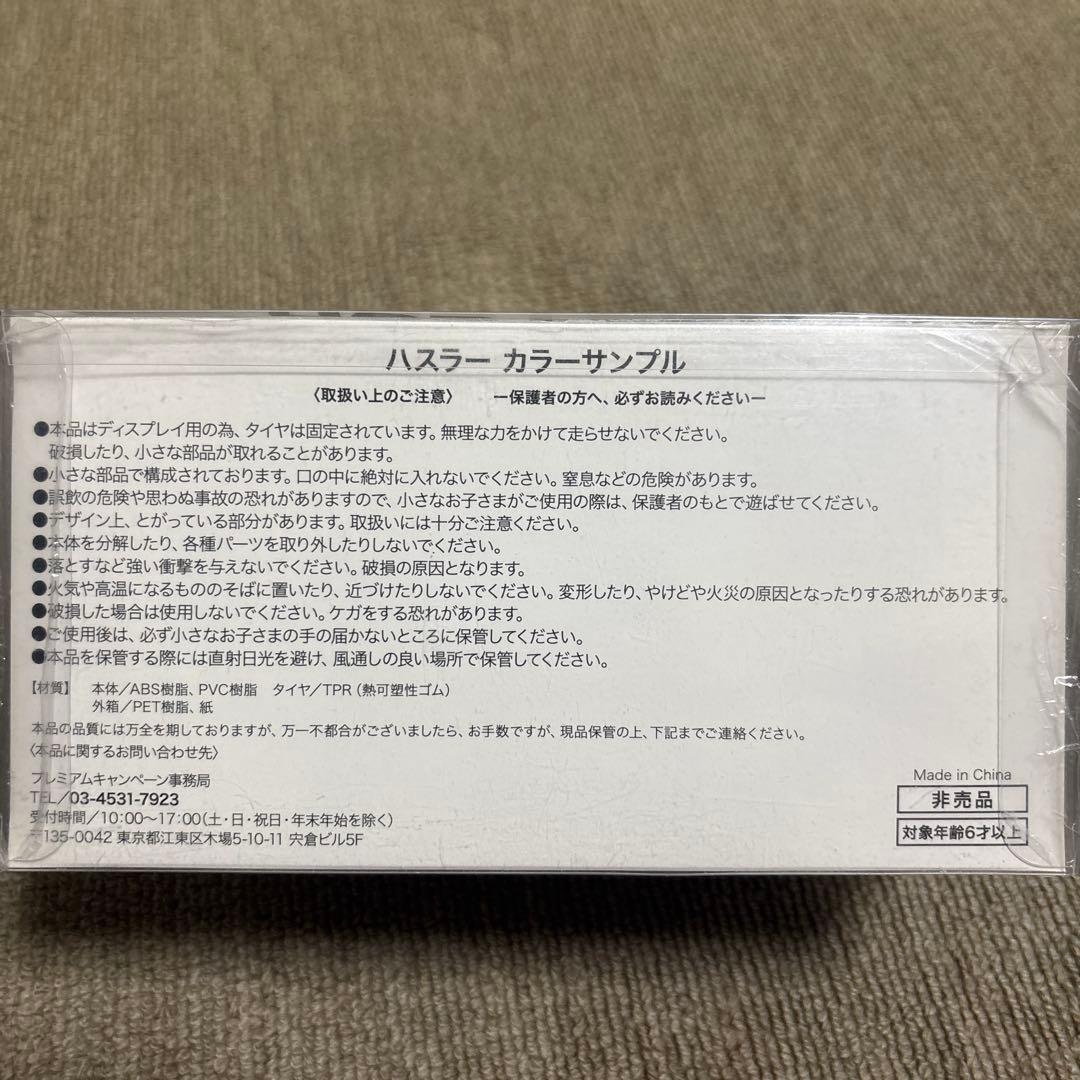 ハスラー カラーサンプル
〈取扱い上のご注意〉 ー保護者の方へ、必ずお読みくださいー
●本品はディスプレイ用の為、タイヤは固定されています。無理な力をかけて走らせないでください。
破損したり、小さな部品が取れることがあります。
●小さな部品で構成されております。口の中に絶対に入れないでください。窒息などの危険があります。
●誤飲の危険や思わぬ事故の恐れがありますので、小さなお子さまがご使用の際は、保護者のもとで遊ばせてください。
●デザイン上、とがっている部分があります。取扱いには十分ご注意ください。
●本体を分解したり、各種パーツを取り外したりしないでください。
●落とすなど強い衝撃を与えないでください。破損の原因となります。
●火気や高温になるもののそばに置いたり、近づけたりしないでください。変形したり、やけどや火災の原因となったりする恐れがあります。
●破損した場合は使用しないでください。ケガをする恐れがあります。
●ご使用後は、必ず小さなお子さまの手の届かないところに保管してください。
●本品を保管する際には直射日光を避け、風通しの良い場所で保管してください。
【材質】 本体／ABS樹脂、PVC樹脂 タイヤ／TPR（熱可塑性ゴム）
外箱／PET樹脂、紙
本品の品質には万全を期しておりますが、万一不都合がございましたら、お手数ですが、現品保管の上、下記までご連絡ください。
〈本品に関するお問い合わせ先〉
プレミアムキャンペーン事務局
TEL／03-4531-7923
受付時間／10:00〜17:00（土・日・祝日・年末年始を除く）
〒135-0042 東京都江東区木場5-10-11 宍倉ビル5F
Made in China
非売品
対象年齢6才以上